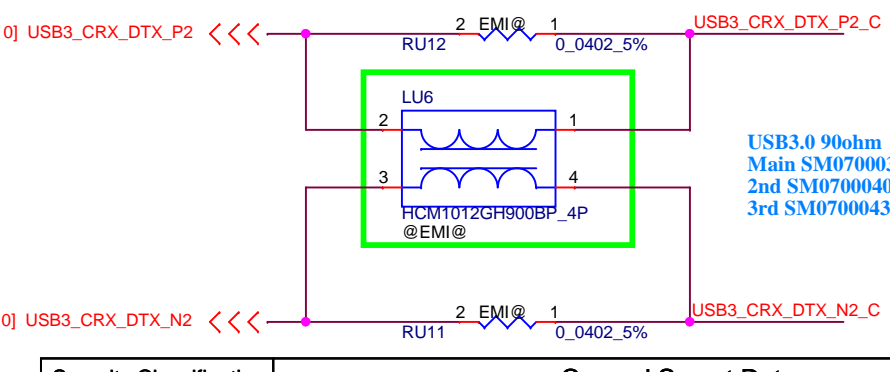 0] USB3_CRX_DTX_P2
2 EMI@ 1
USB3_CRX_DTX_P2_C
RU12
0_0402_5%
LU6
2
1
3
4
HCM1012GH900BP_4P
@EMI@
USB3.0 90ohm
Main SM070003
2nd SM0700040
3rd SM0700043
0] USB3_CRX_DTX_N2
2 EMI@ 1
USB3_CRX_DTX_N2_C
RU11
0_0402_5%